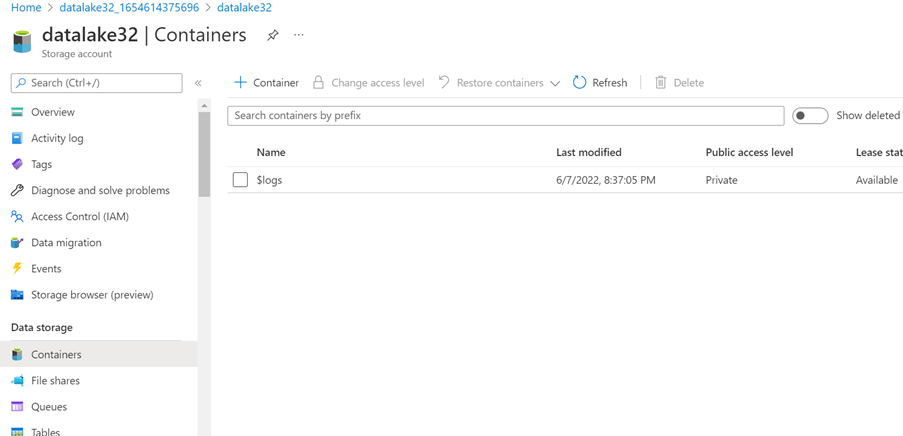 Home > datalake32_1654614375696 > datalake32
datalake32 | Containers
Storage account
Search (Ctrl+/)
Overview
Activity log
Tags
Diagnose and solve problems
Access Control (IAM)
Data migration
Events
Storage browser (preview)
Data storage
Containers
File shares
Queues
Tables
+ Container Change access level Restore containers Refresh Delete
Search containers by prefix Show deleted
Name Last modified Public access level Lease stat
$logs 6/7/2022, 8:37:05 PM Private Available